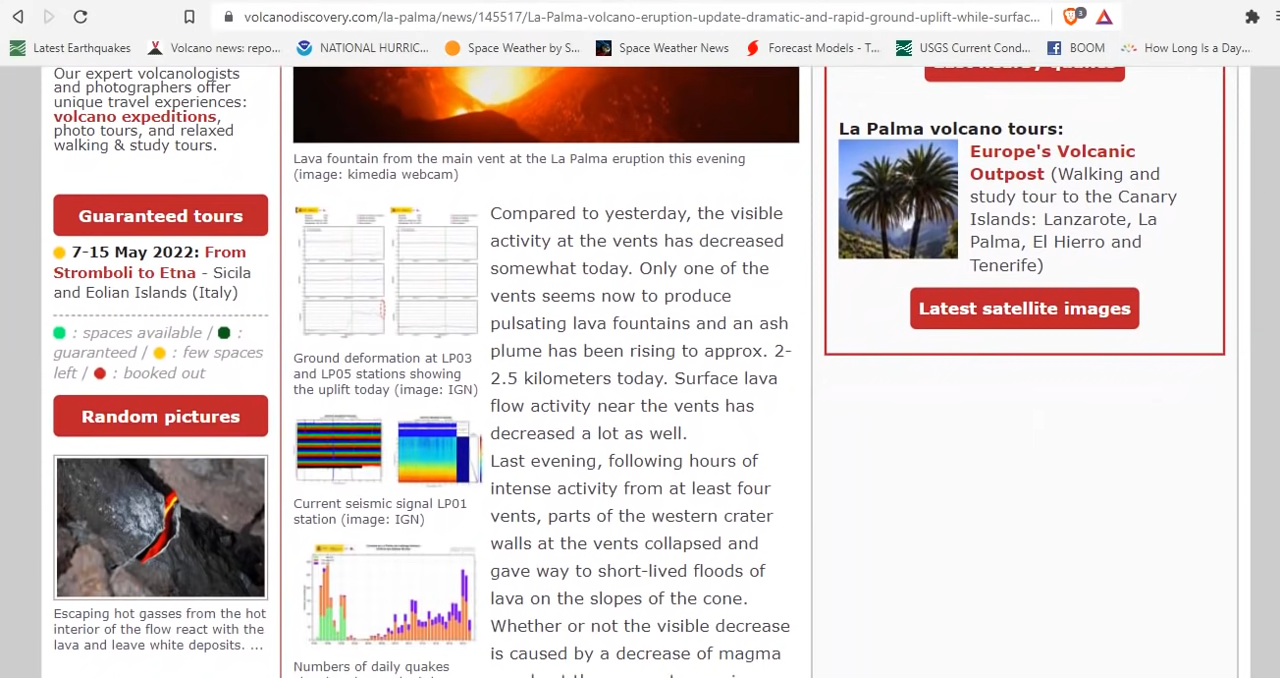 volcanodiscovery.com/la-palma/news/145517/La-Palma-volcano-eruption-update-dramatic-and-rapid-ground-uplift-while-surfac...
3
Latest Earthquakes
Volcano news: repo...
NATIONAL HURRIC...
Space Weather by S...
Space Weather News
Forecast Models - T...
USGS Current Cond...
BOOM
How Long Is a Day...
Our expert volcanologists
and photographers offer
unique travel experiences:
volcano expeditions,
photo tours, and relaxed
walking & study tours.
Guaranteed tours
7-15 May 2022: From
Stromboli to Etna - Sicila
and Eolian Islands (Italy)
: spaces available / :
guaranteed / : few spaces
left / : booked out
Random pictures
Escaping hot gasses from the hot
interior of the flow react with the
lava and leave white deposits. ...
Lava fountain from the main vent at the La Palma eruption this evening
(image: kimedia webcam)
Ground deformation at LP03
and LP05 stations showing
the uplift today (image: IGN)
Current seismic signal LP01
station (image: IGN)
Numbers of daily quakes
Compared to yesterday, the visible
activity at the vents has decreased
somewhat today. Only one of the
vents seems now to produce
pulsating lava fountains and an ash
plume has been rising to approx. 2-
2.5 kilometers today. Surface lava
flow activity near the vents has
decreased a lot as well.
Last evening, following hours of
intense activity from at least four
vents, parts of the western crater
walls at the vents collapsed and
gave way to short-lived floods of
lava on the slopes of the cone.
Whether or not the visible decrease
is caused by a decrease of magma
La Palma volcano tours:
Europe's Volcanic
Outpost (Walking and
study tour to the Canary
Islands: Lanzarote, La
Palma, El Hierro and
Tenerife)
Latest satellite images